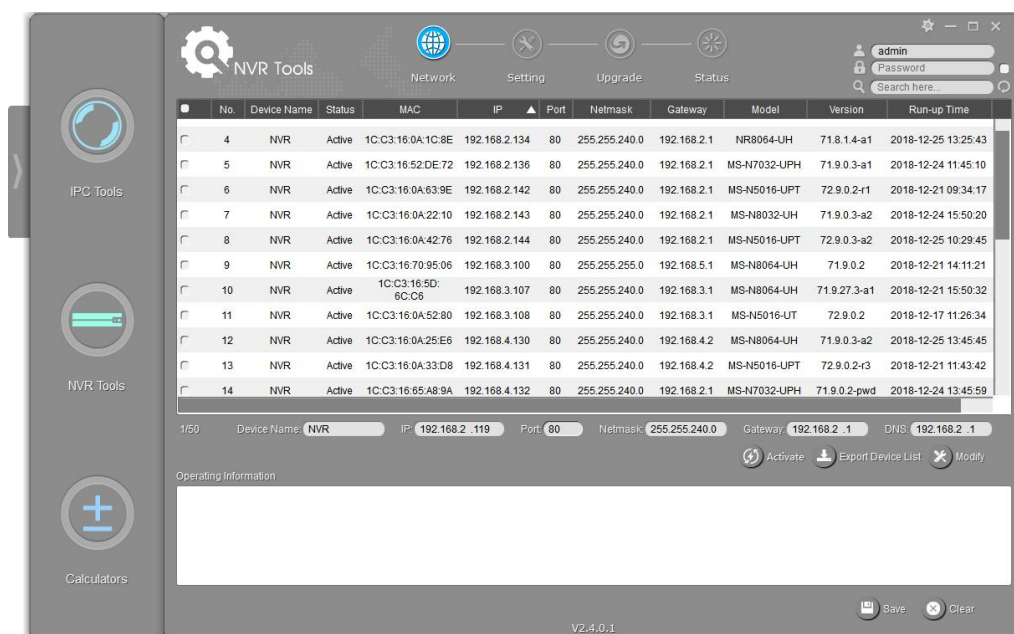 NVR Tools
Network Setting Upgrade Status
admin
Password
Search here...
No. Device Name Status MAC IP Port Netmask Gateway Model Version Run-up Time
4 NVR Active 1C:C3:16:0A:1C:8E 192.168.2.134 80 255.255.240.0 192.168.2.1 NR8064-UH 71.8.1.4-a1 2018-12-25 13:25:43
5 NVR Active 1C:C3:16:52:DE:72 192.168.2.136 80 255.255.240.0 192.168.2.1 MS-N7032-UPH 71.9.0.3-a1 2018-12-24 11:45:10
6 NVR Active 1C:C3:16:0A:63:9E 192.168.2.142 80 255.255.240.0 192.168.2.1 MS-N5016-UPT 72.9.0.2-r1 2018-12-21 09:34:17
7 NVR Active 1C:C3:16:0A:22:10 192.168.2.143 80 255.255.240.0 192.168.2.1 MS-N8032-UH 71.9.0.3-a2 2018-12-24 15:50:20
8 NVR Active 1C:C3:16:0A:42:76 192.168.2.144 80 255.255.240.0 192.168.2.1 MS-N5016-UPT 72.9.0.3-a2 2018-12-25 10:29:45
9 NVR Active 1C:C3:16:70:95:06 192.168.3.100 80 255.255.255.0 192.168.5.1 MS-N8064-UH 71.9.0.2 2018-12-21 14:11:21
10 NVR Active 1C:C3:16:5D: 6C:C6 192.168.3.107 80 255.255.240.0 192.168.3.1 MS-N8064-UH 71.9.27.3-a1 2018-12-21 15:50:32
11 NVR Active 1C:C3:16:0A:52:80 192.168.3.108 80 255.255.240.0 192.168.3.1 MS-N5016-UT 72.9.0.2 2018-12-17 11:26:34
12 NVR Active 1C:C3:16:0A:25:E6 192.168.4.130 80 255.255.240.0 192.168.4.2 MS-N8064-UH 71.9.0.3-a2 2018-12-25 13:45:45
13 NVR Active 1C:C3:16:0A:33:D8 192.168.4.131 80 255.255.240.0 192.168.4.2 MS-N5016-UPT 72.9.0.2-r3 2018-12-21 11:43:42
14 NVR Active 1C:C3:16:65:A8:9A 192.168.4.132 80 255.255.240.0 192.168.2.1 MS-N7032-UPH 71.9.0.2-pwd 2018-12-24 13:45:59
1/50 Device Name: NVR IP: 192.168.2 .119 Port: 80 Netmask: 255.255.240.0 Gateway: 192.168.2 .1 DNS: 192.168.2 .1
Activate Export Device List Modify
Operating Information
Save Clear
V2.4.0.1
IPC Tools
NVR Tools
Calculators